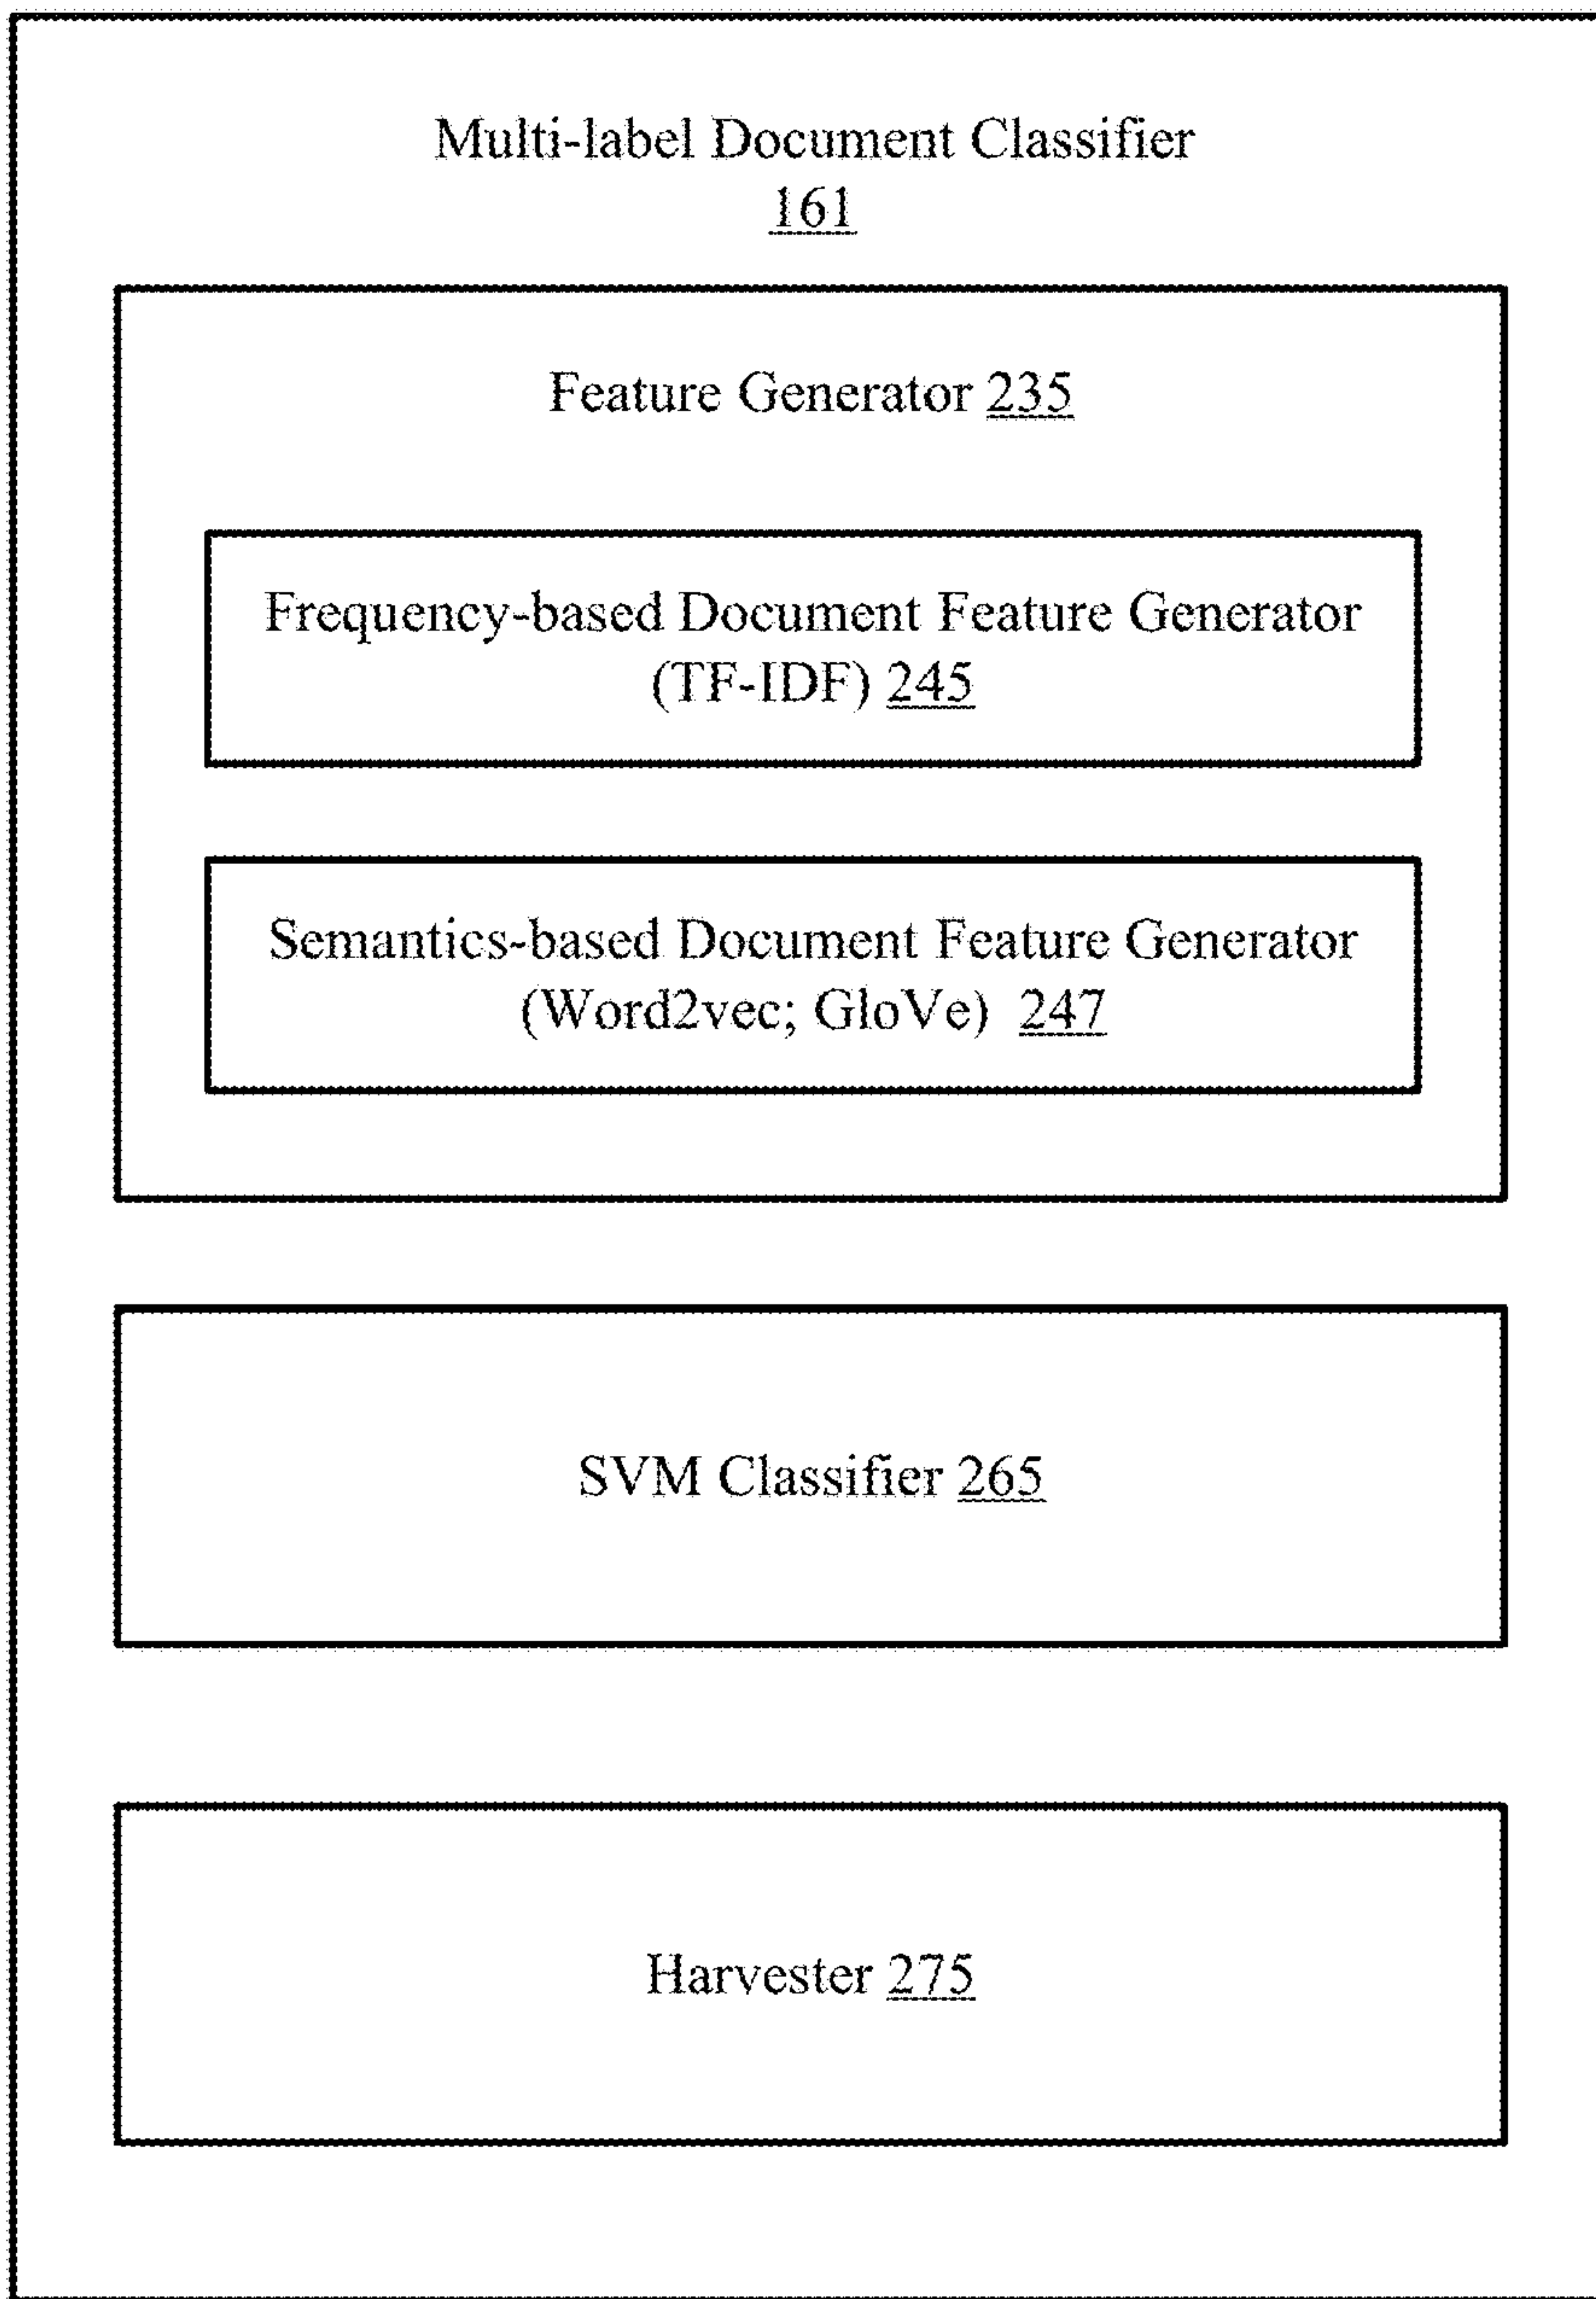 Multi-label Document Classifier
161
Feature Generator 235
Frequency-based Document Feature Generator
(TF-IDF) 245
Semantics-based Document Feature Generator
(Word2vec; GloVe) 247
SVM Classifier 265
Harvester 275